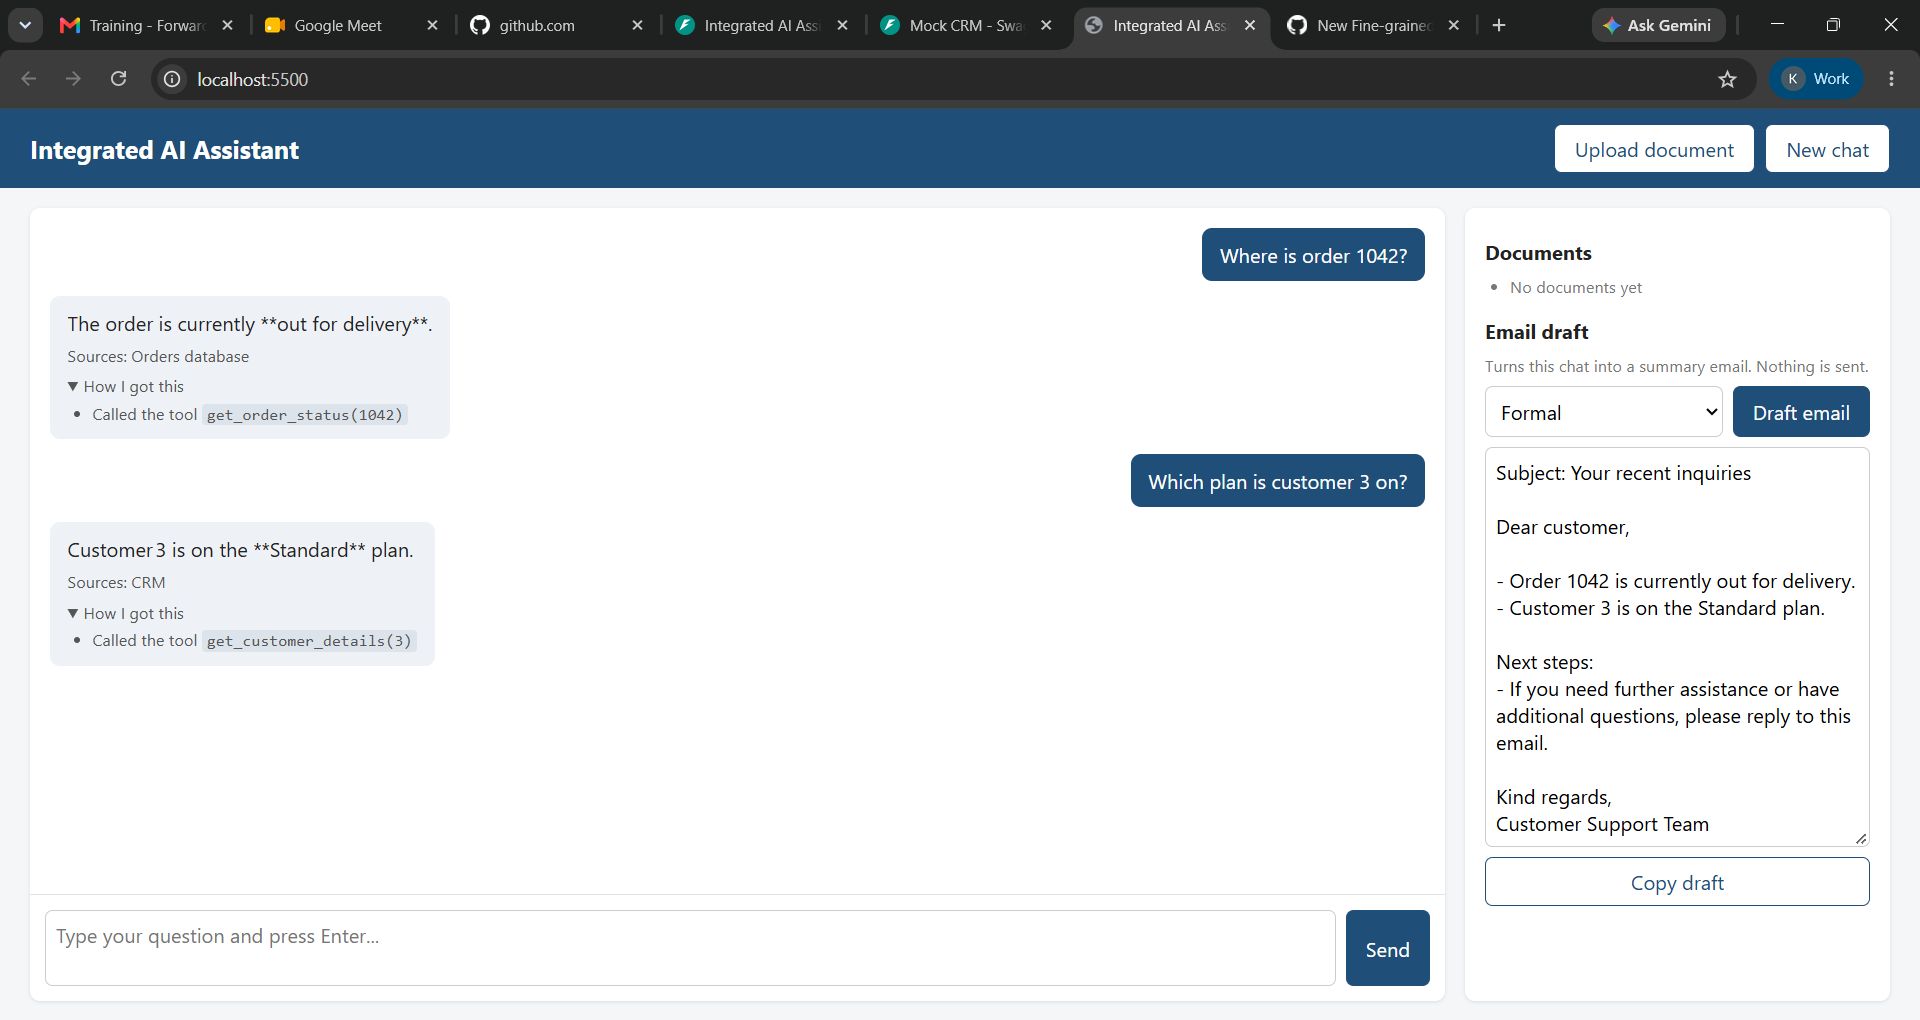 Training - Forwar
Google Meet
github.com
Integrated AI Assi
Mock CRM - Swa
Integrated AI Ass
New Fine-graine
Ask Gemini
localhost:5500
K Work
Integrated AI Assistant
Upload document
New chat
Where is order 1042?
The order is currently **out for delivery**.
Sources: Orders database
▼ How I got this
• Called the tool get_order_status(1042)
Which plan is customer 3 on?
Customer 3 is on the **Standard** plan.
Sources: CRM
▼ How I got this
• Called the tool get_customer_details(3)
Type your question and press Enter...
Send
Documents
• No documents yet
Email draft
Turns this chat into a summary email. Nothing is sent.
Formal
Draft email
Subject: Your recent inquiries
Dear customer,
- Order 1042 is currently out for delivery.
- Customer 3 is on the Standard plan.
Next steps:
- If you need further assistance or have
additional questions, please reply to this
email.
Kind regards,
Customer Support Team
Copy draft